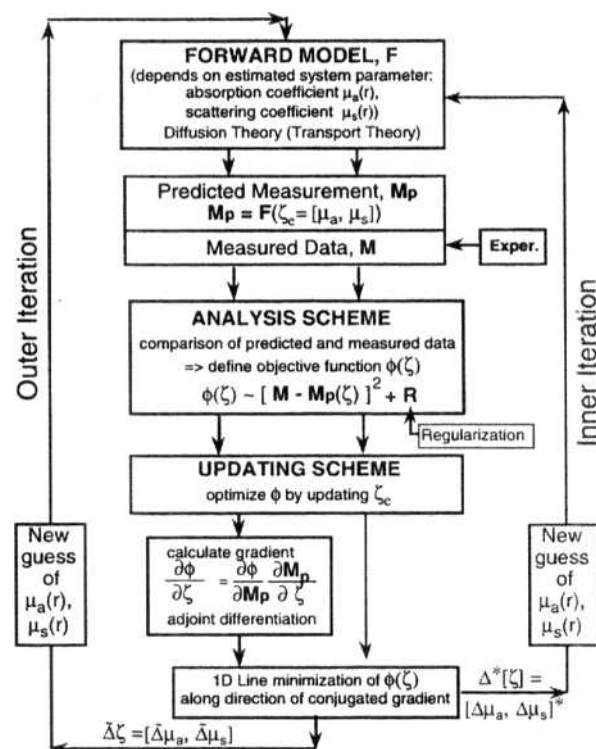 FORWARD MODEL, F
(depends on estimated system parameter:
absorption coefficient μa(r),
scattering coefficient μs(r))
Diffusion Theory (Transport Theory)
Predicted Measurement, Mp
Mp = F(ζc=[μa, μs])
Measured Data, M
Exper.
ANALYSIS SCHEME
comparison of predicted and measured data
=> define objective function ϕ(ζ)
ϕ(ζ) ~ [ M - Mp(ζ) ]² + R
Regularization
UPDATING SCHEME
optimize ϕ by updating ζc
calculate gradient
∂ϕ/∂ζ = ∂ϕ/∂Mp ∂Mp/∂ζ
adjoint differentiation
1D Line minimization of ϕ(ζ)
along direction of conjugated gradient
Outer Iteration
New
guess
of
μa(r),
μs(r)
Δ̃ζ =[Δ̃μa, Δ̃μs]
Inner Iteration
New
guess
of
μa(r),
μs(r)
Δ*[ζ] =
[Δμa, Δμs]*